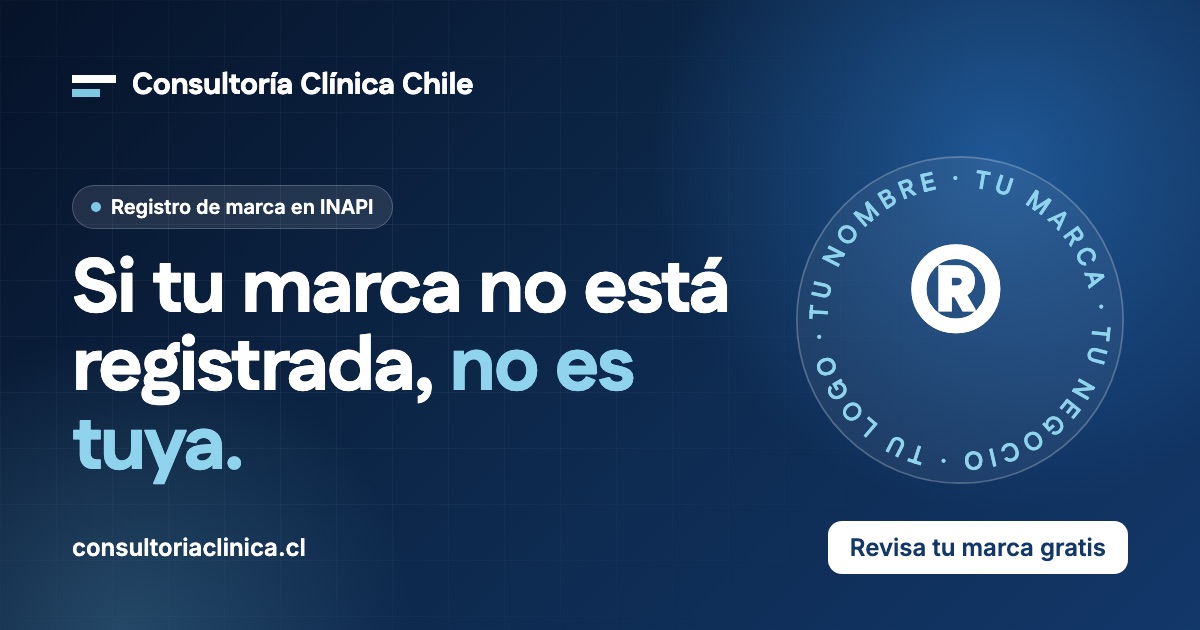 Consultoría Clínica Chile
Registro de marca en INAPI
Si tu marca no está
registrada, no es
tuya.
TU NOMBRE · TU MARCA · TU NEGOCIO · TU LOGO ·
®
consultoriaclinica.cl
Revisa tu marca gratis